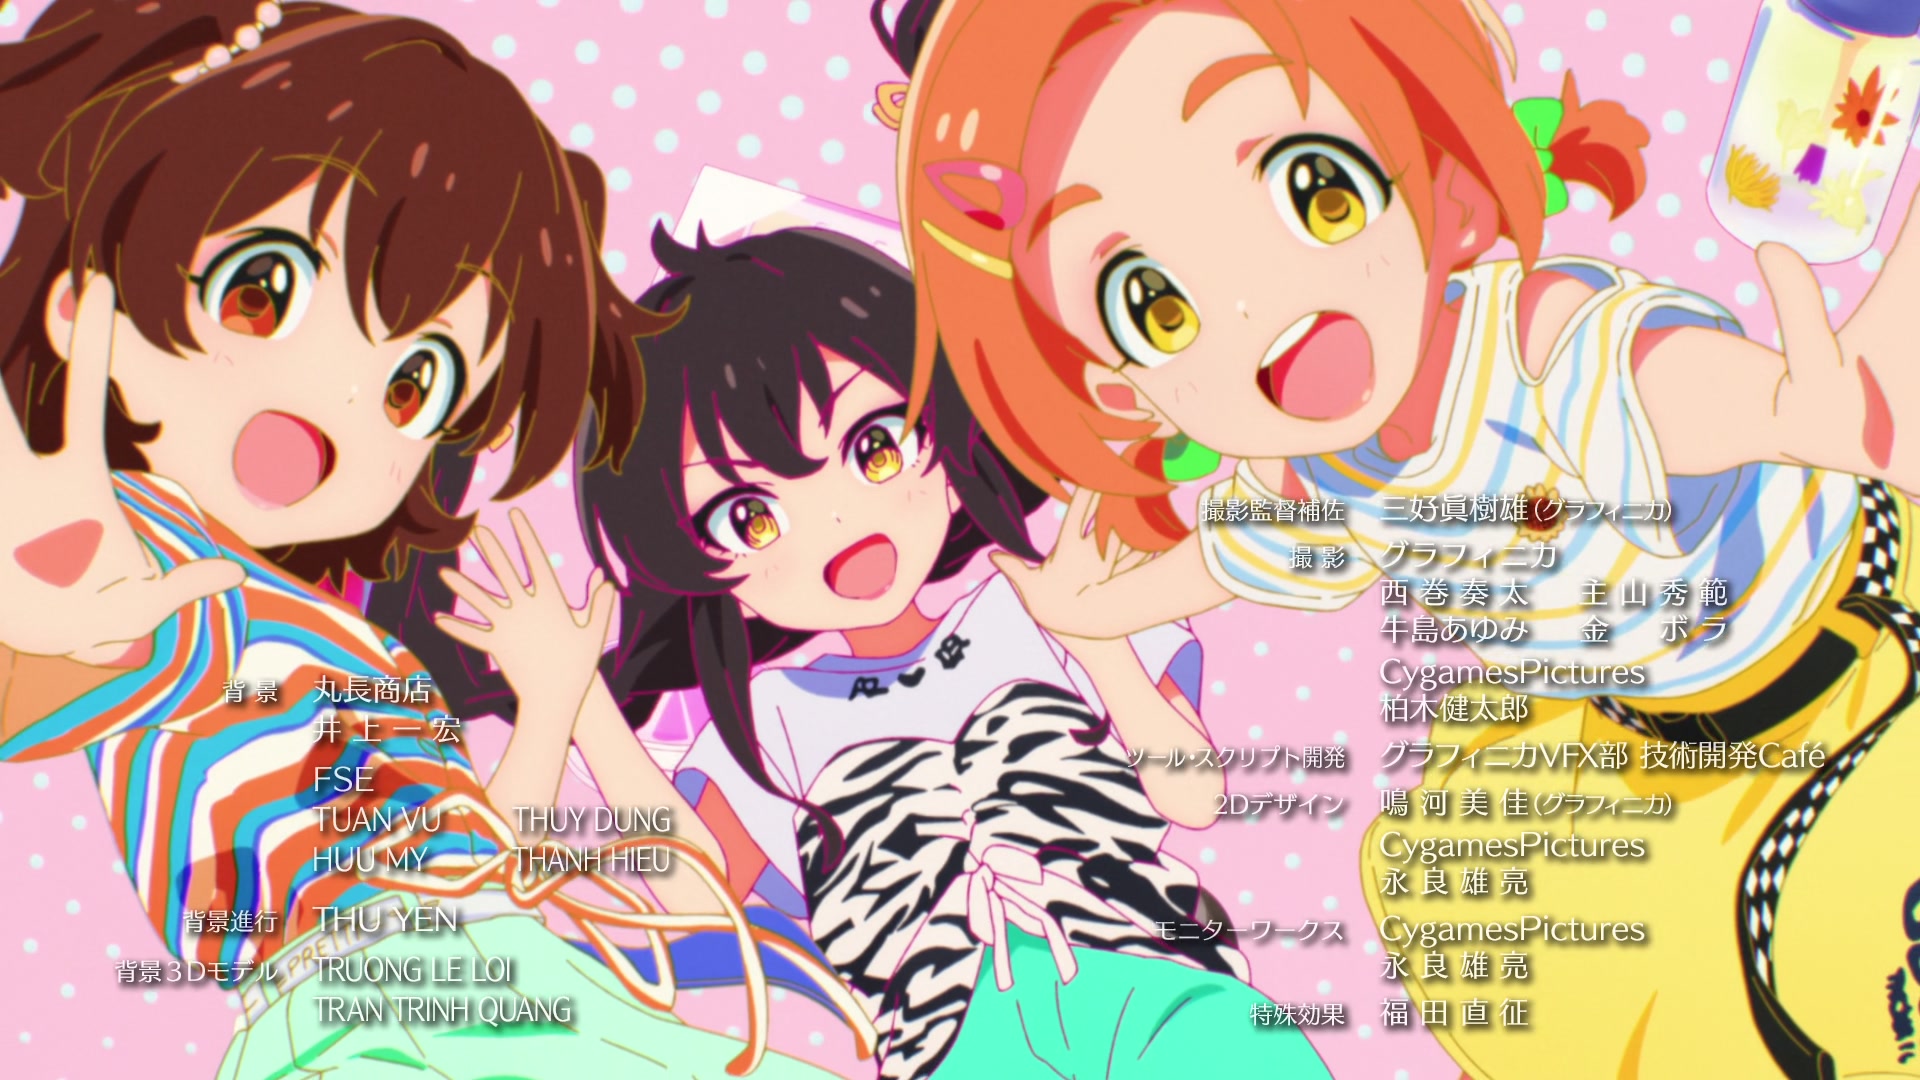 背景 丸長商店
井上一宏
FSE
TUAN VU THUY DUNG
HUU MY THANH HIEU
背景進行 THU YEN
背景3Dモデル TRUONG LE LOI
TRAN TRINH QUANG
撮影監督補佐 三好眞樹雄(グラフィニカ)
撮影 グラフィニカ
西巻奏太 主山秀範
牛島あゆみ 金ボラ
CygamesPictures
柏木健太郎
ツール・スクリプト開発 グラフィニカVFX部 技術開発Café
2Dデザイン 鳴河美佳(グラフィニカ)
CygamesPictures
永良雄亮
モニターワークス CygamesPictures
永良雄亮
特殊効果 福田直征